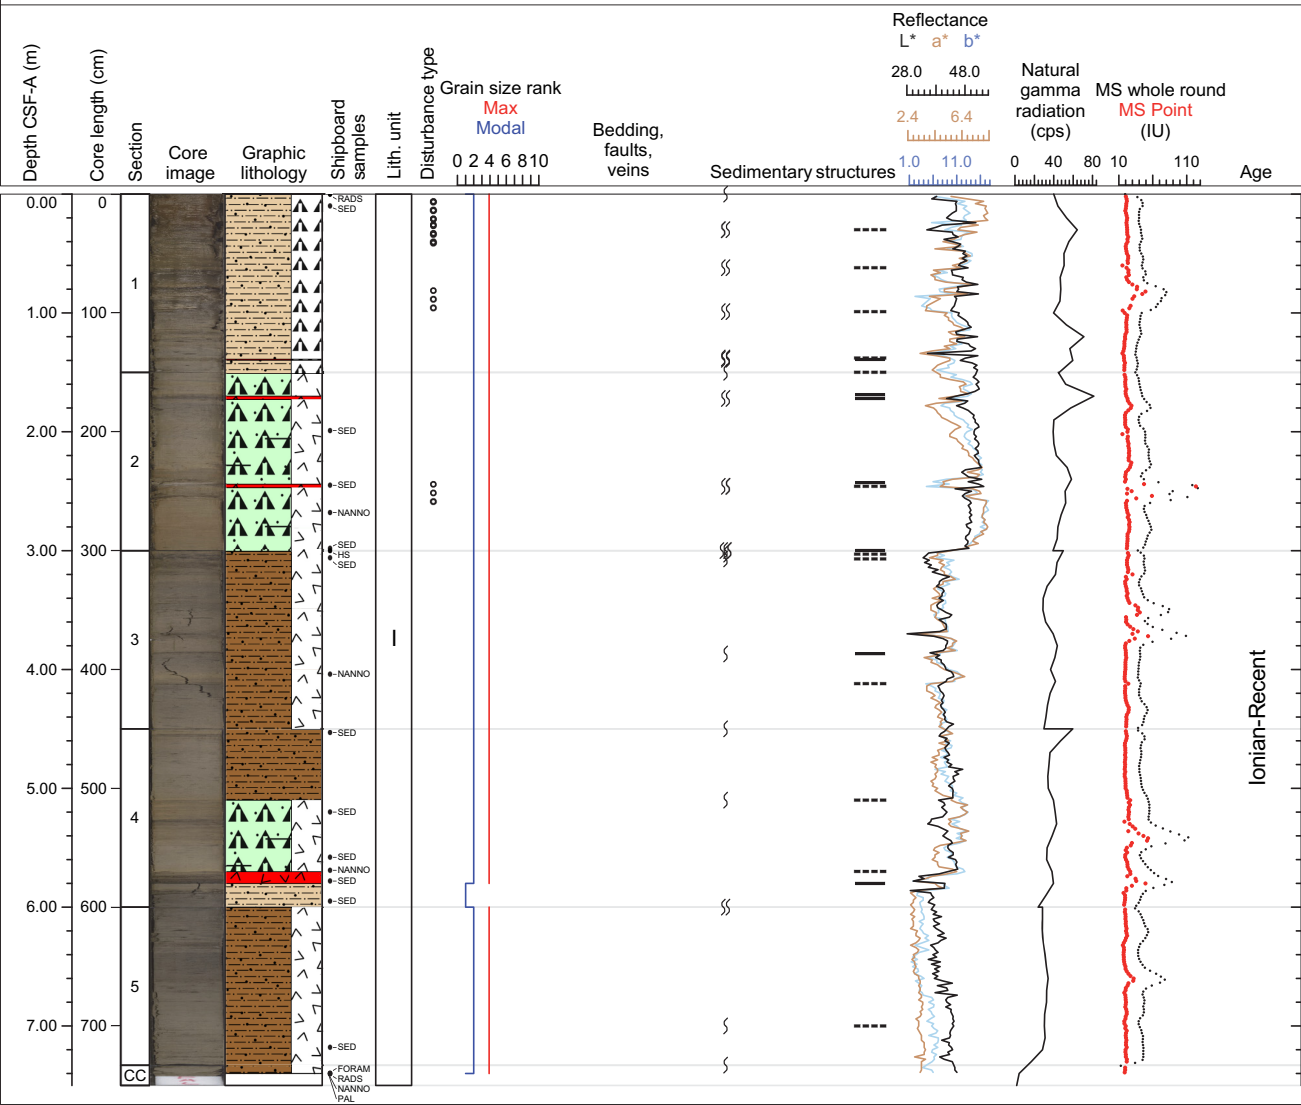 Depth CSF-A (m)
Core length (cm)
Section
Core
image
Graphic
lithology
Shipboard
samples
Lith. unit
Disturbance type
Grain size rank
Max
Modal
0 2 4 6 8 10
Bedding,
faults,
veins
Sedimentary structures
Reflectance
L* a* b*
28.0 48.0
2.4 6.4
1.0 11.0
Natural
gamma
radiation
(cps)
0 40 80
MS whole round
MS Point
(IU)
10 110
Age
0.00
1.00
2.00
3.00
4.00
5.00
6.00
7.00
0
100
200
300
400
500
600
700
1
2
3
4
5
CC
RADS
SED
SED
SED
NANNO
SED
HS
SED
NANNO
SED
SED
SED
NANNO
SED
SED
SED
FORAM
RADS
NANNO
PAL
I
Ionian-Recent